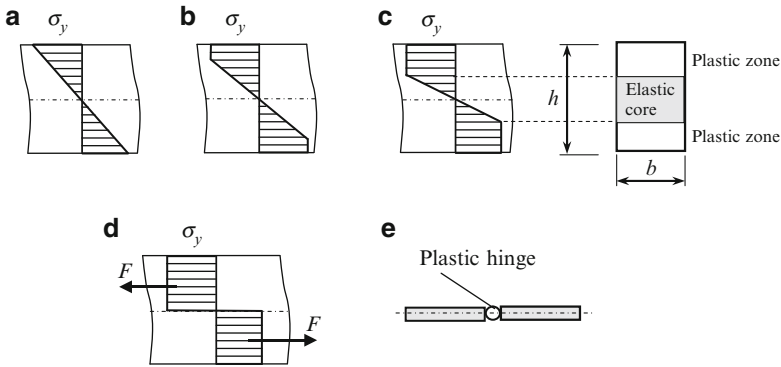 a
σy
b
σy
c
σy
h
Elastic
core
Plastic zone
Plastic zone
b
d
σy
F
F
e
Plastic hinge